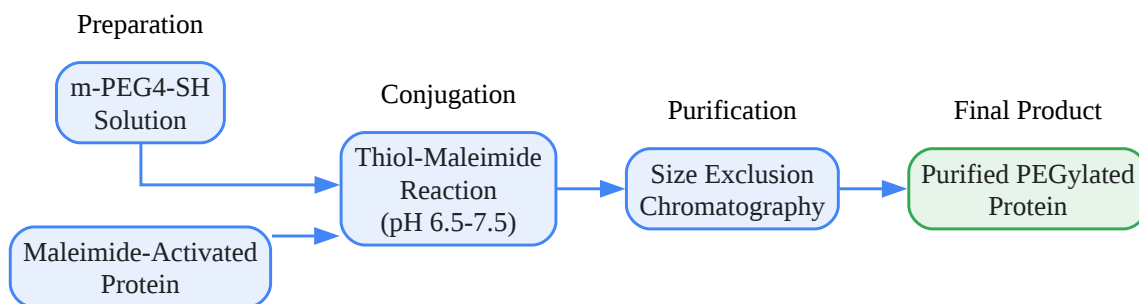 Preparation
m-PEG4-SH
Solution
Maleimide-Activated
Protein
Conjugation
Thiol-Maleimide
Reaction
(pH 6.5-7.5)
Purification
Size Exclusion
Chromatography
Final Product
Purified PEGylated
Protein